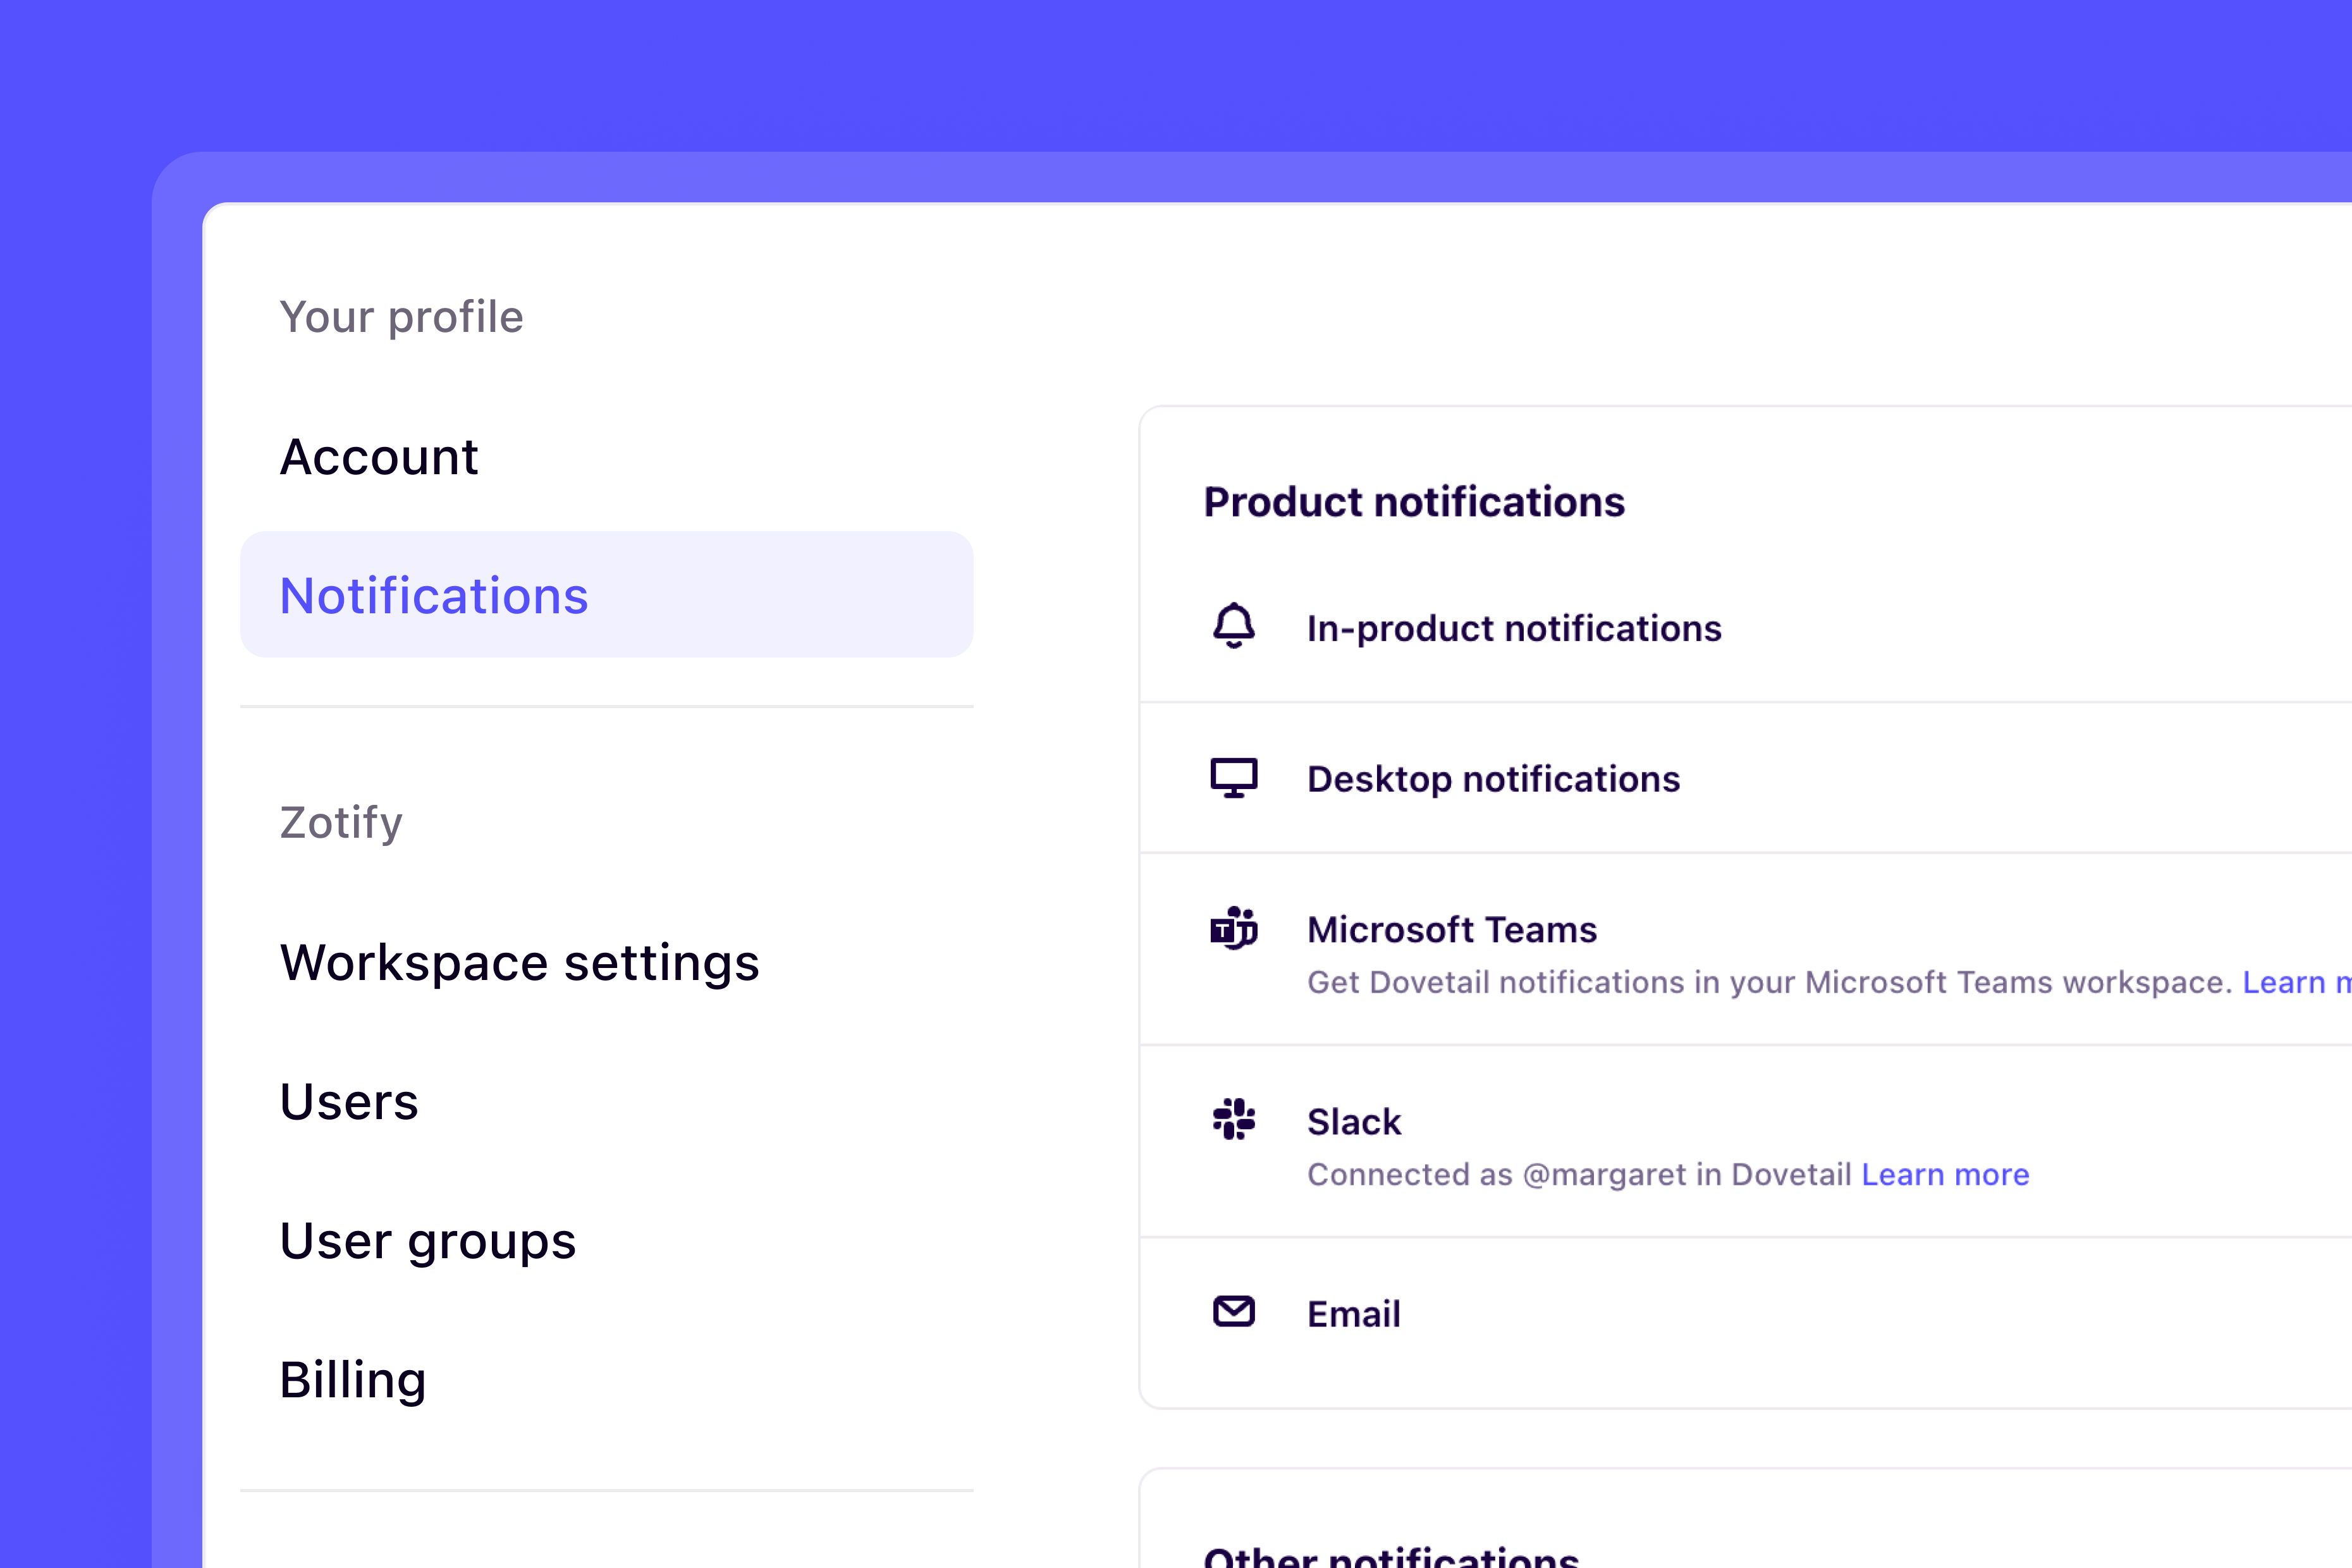 Your profile
Account
Notifications
Zotify
Workspace settings
Users
User groups
Billing
Product notifications
In-product notifications
Desktop notifications
Microsoft Teams
Get Dovetail notifications in your Microsoft Teams workspace. Learn
Slack
Connected as @margaret in Dovetail Learn more
Email
Other notifications